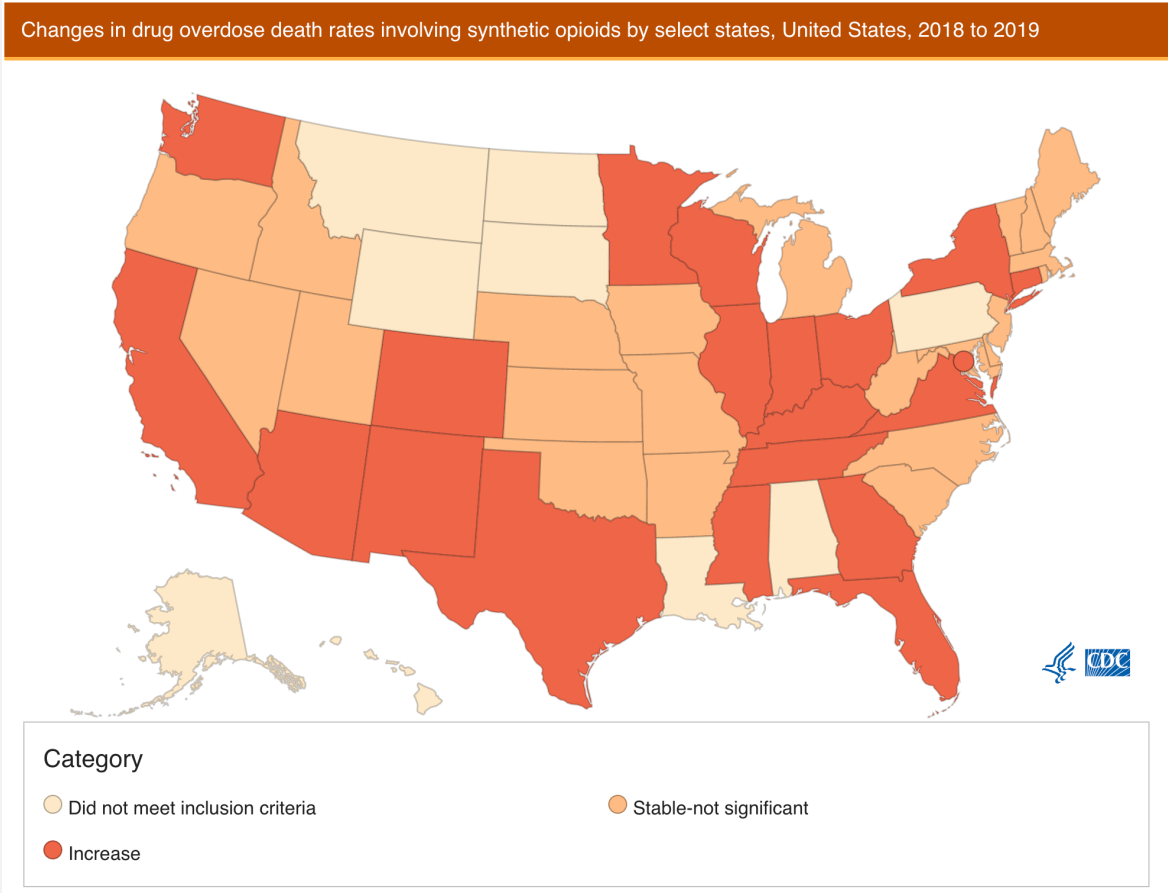 Changes in drug overdose death rates involving synthetic opioids by select states, United States, 2018 to 2019
CDC
Category
Did not meet inclusion criteria
Stable-not significant
Increase